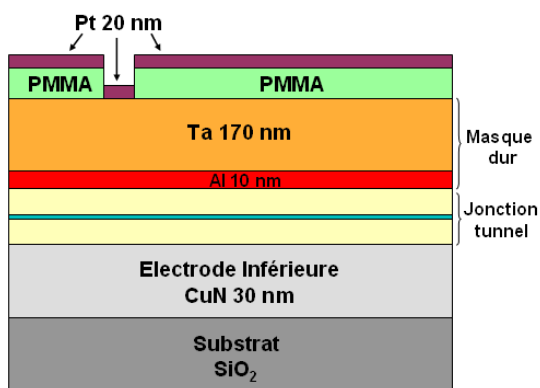 Pt 20 nm
PMMA
PMMA
Ta 170 nm
Masque
dur
Al 10 nm
Jonction
tunnel
Electrode Inférieure
CuN 30 nm
Substrat
SiO₂